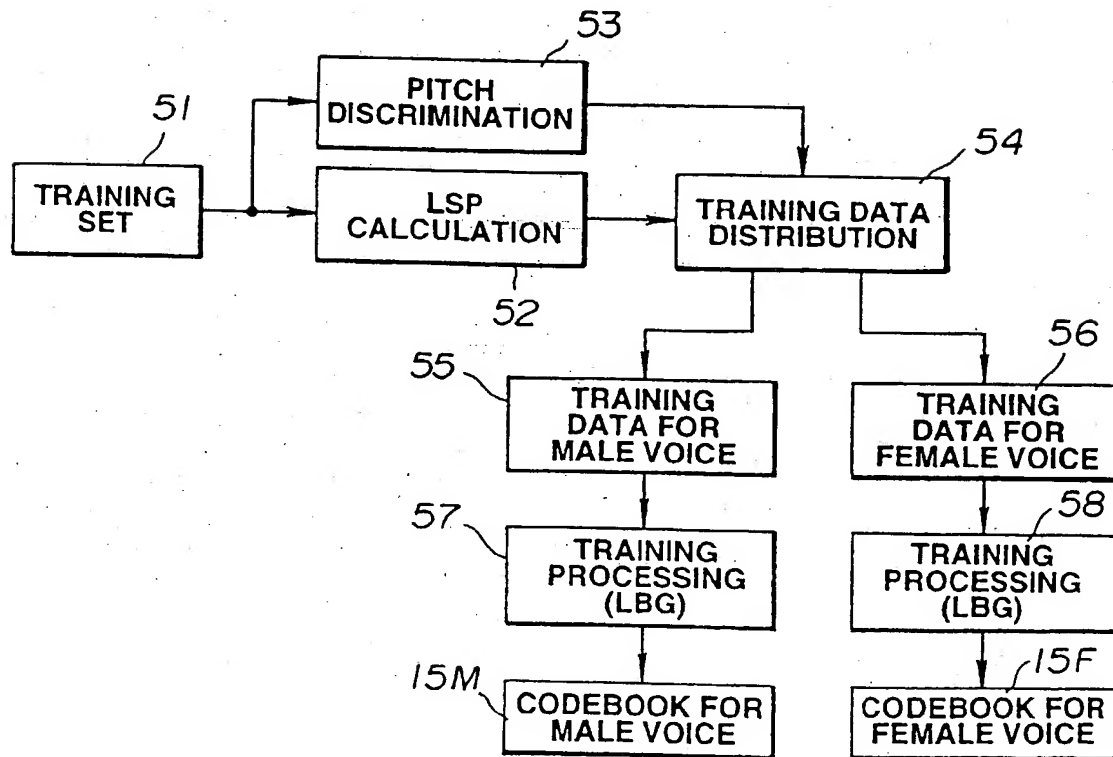 53
PITCH
DISCRIMINATION
51
TRAINING
SET
54
LSP
CALCULATION
TRAINING DATA
DISTRIBUTION
52
55
TRAINING
DATA FOR
MALE VOICE
56
TRAINING
DATA FOR
FEMALE VOICE
57
TRAINING
PROCESSING
(LBG)
58
TRAINING
PROCESSING
(LBG)
15M
CODEBOOK FOR
MALE VOICE
15F
CODEBOOK FOR
FEMALE VOICE